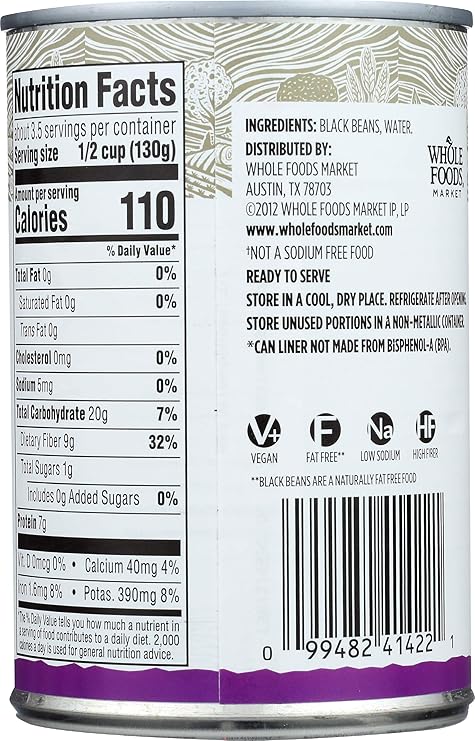 Nutrition Facts
about 3.5 servings per container
Serving size 1/2 cup (130g)
Amount per serving
Calories 110
% Daily Value*
Total Fat 0g 0%
Saturated Fat 0g 0%
Trans Fat 0g
Cholesterol 0mg 0%
Sodium 5mg 0%
Total Carbohydrate 20g 7%
Dietary Fiber 9g 32%
Total Sugars 1g
Includes 0g Added Sugars 0%
Protein 7g
Vit. D 0mcg 0% • Calcium 40mg 4%
Iron 1.6mg 8% • Potas. 390mg 8%
*The % Daily Value tells you how much a nutrient in
a serving of food contributes to a daily diet. 2,000
calories a day is used for general nutrition advice.
INGREDIENTS: BLACK BEANS, WATER.
DISTRIBUTED BY:
WHOLE FOODS MARKET
AUSTIN, TX 78703
©2012 WHOLE FOODS MARKET IP, LP
www.wholefoodsmarket.com
†NOT A SODIUM FREE FOOD
READY TO SERVE
STORE IN A COOL, DRY PLACE. REFRIGERATE AFTER OPENING.
STORE UNUSED PORTIONS IN A NON-METALLIC CONTAINER.
*CAN LINER NOT MADE FROM BISPHENOL-A (BPA).
WHOLE
FOODS
MARKET
V+ F Na HF
VEGAN FAT FREE** LOW SODIUM HIGH FIBER
**BLACK BEANS ARE A NATURALLY FAT FREE FOOD
0 99482 41422 1